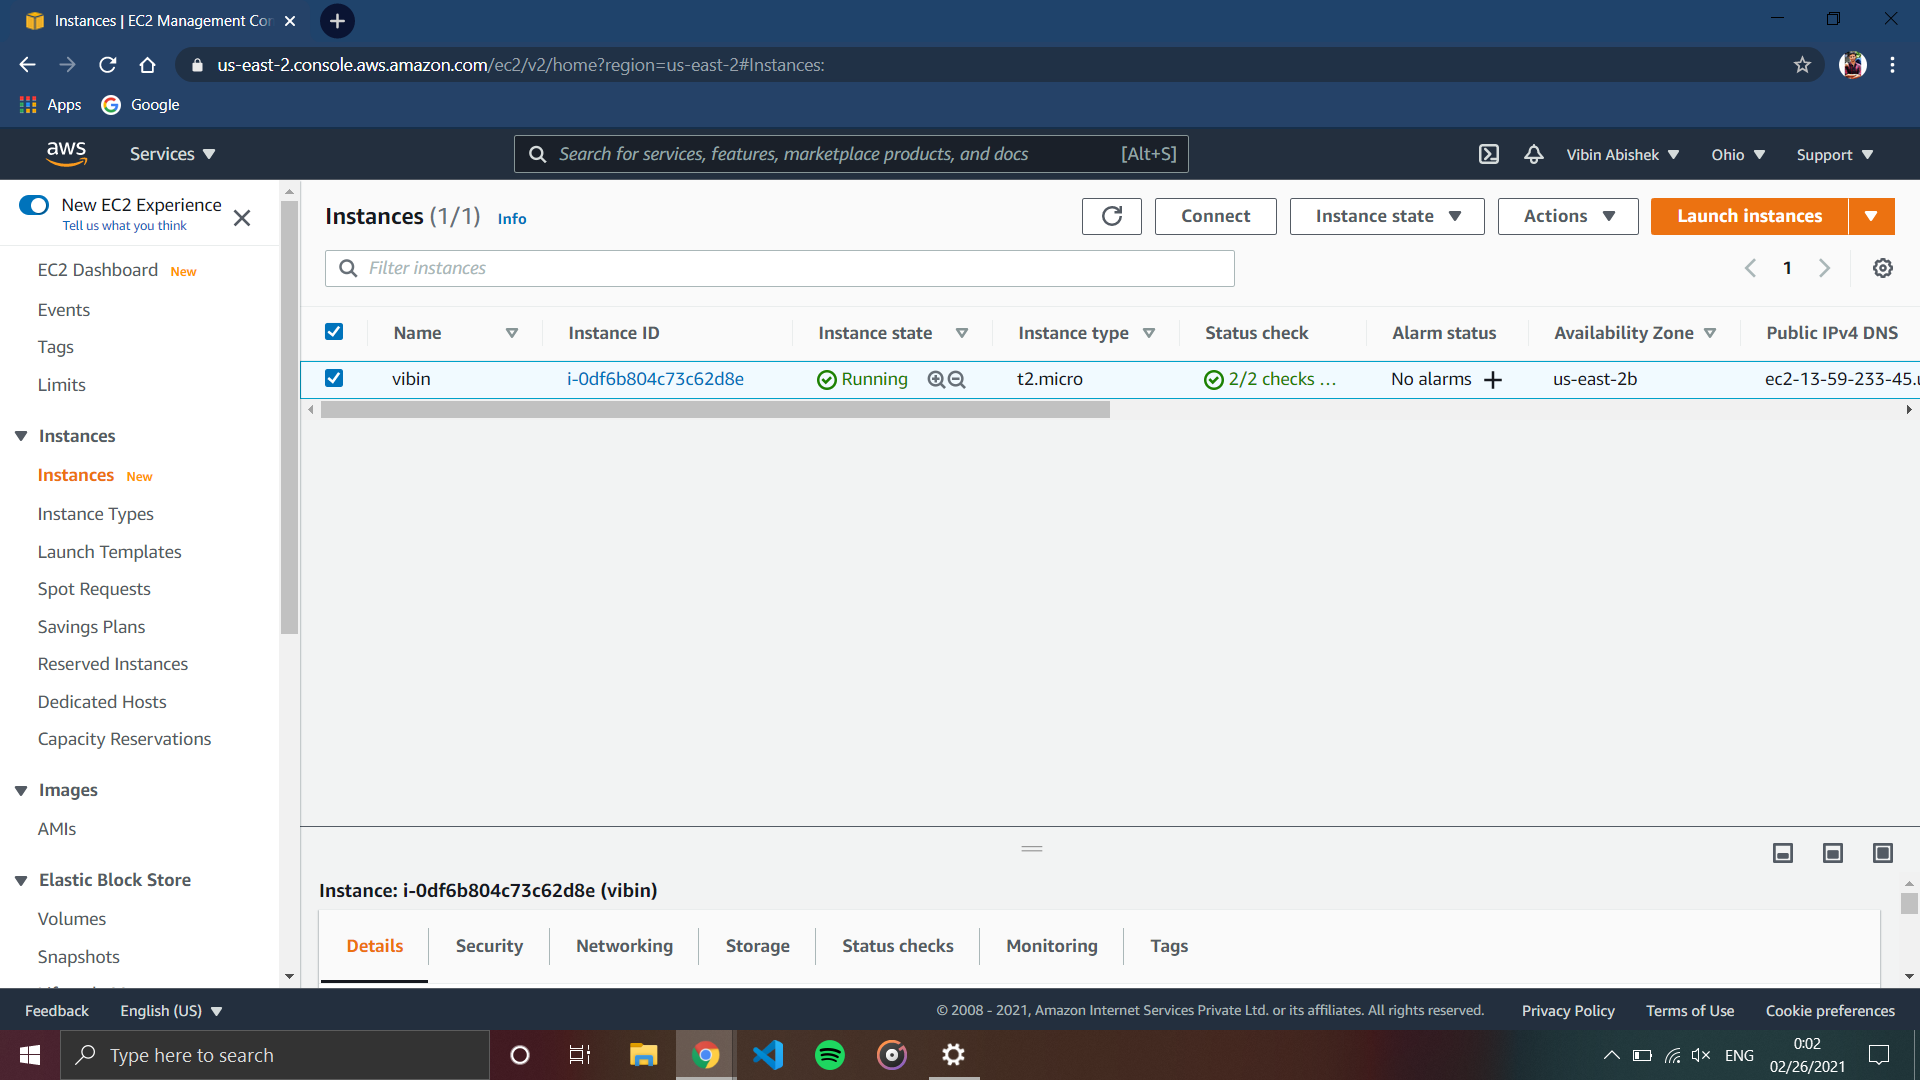 Instances | EC2 Management Con
us-east-2.console.aws.amazon.com/ec2/v2/home?region=us-east-2#Instances:
Apps Google
aws Services Search for services, features, marketplace products, and docs [Alt+S] Vibin Abishek Ohio Support
New EC2 Experience
Tell us what you think
EC2 Dashboard New
Events
Tags
Limits
Instances
Instances New
Instance Types
Launch Templates
Spot Requests
Savings Plans
Reserved Instances
Dedicated Hosts
Capacity Reservations
Images
AMIs
Elastic Block Store
Volumes
Snapshots
Instances (1/1) Info Connect Instance state Actions Launch instances
Filter instances 1
Name Instance ID Instance state Instance type Status check Alarm status Availability Zone Public IPv4 DNS
vibin i-0df6b804c73c62d8e Running t2.micro 2/2 checks ... No alarms us-east-2b ec2-13-59-233-45.u
Instance: i-0df6b804c73c62d8e (vibin)
Details Security Networking Storage Status checks Monitoring Tags
Feedback English (US) © 2008 - 2021, Amazon Internet Services Private Ltd. or its affiliates. All rights reserved. Privacy Policy Terms of Use Cookie preferences
Type here to search ENG 0:02
02/26/2021